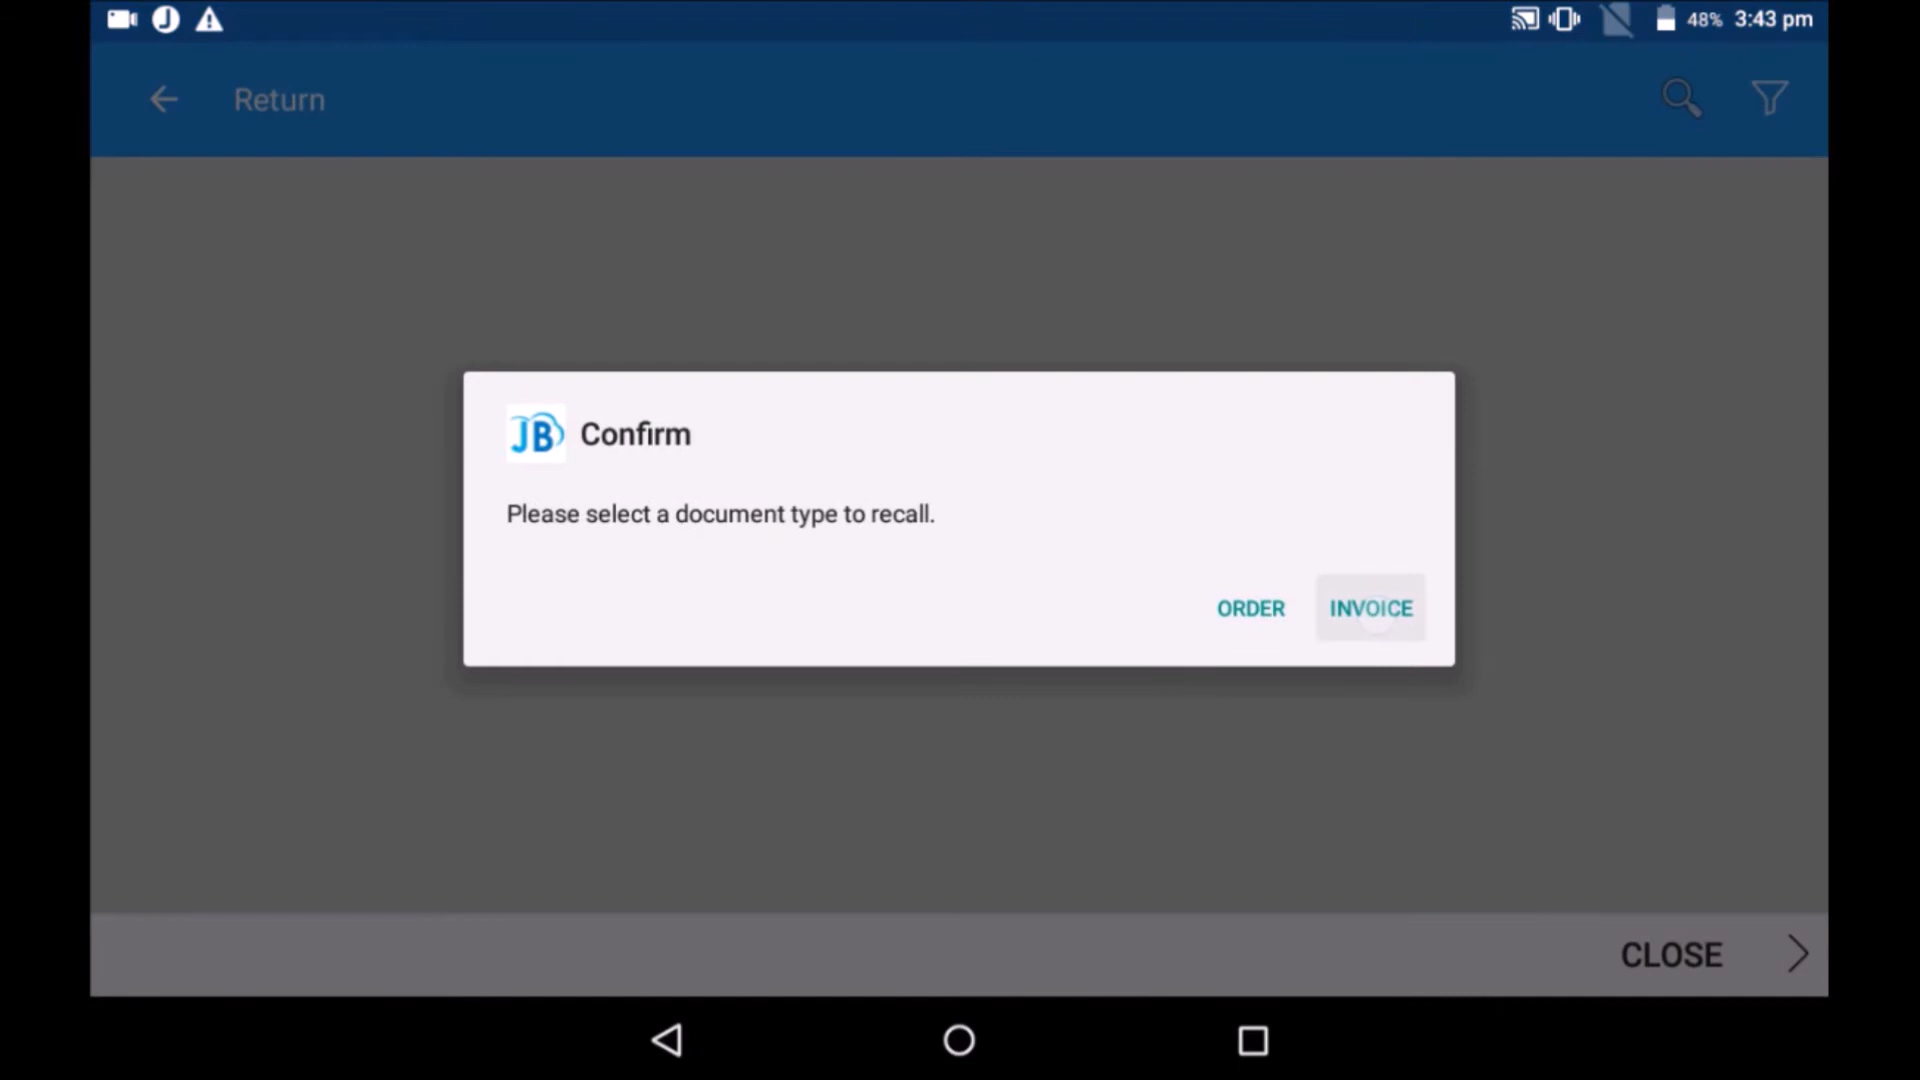 48% 3:43 pm
Return
JB Confirm
Please select a document type to recall.
ORDER INVOICE
CLOSE